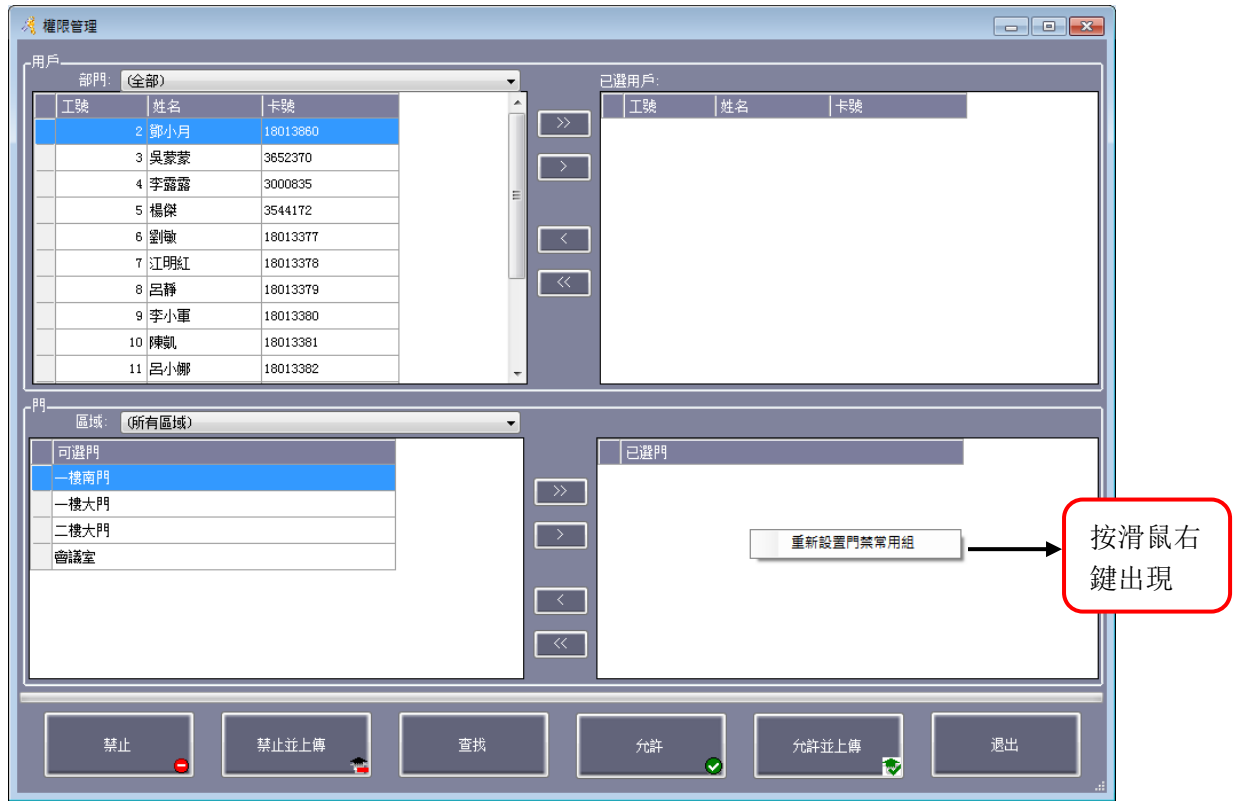 權限管理
用戶
部門: (全部)
已選用戶:
工號 姓名 卡號
工號 姓名 卡號
>>
>
<
<<
2 鄧小月 18013860
3 吳蒙蒙 3652370
4 李露露 3000835
5 楊傑 3544172
6 劉敏 18013377
7 江明紅 18013378
8 呂靜 18013379
9 李小軍 18013380
10 陳凱 18013381
11 呂小娜 18013382
門
區域: (所有區域)
可選門
一樓南門
一樓大門
二樓大門
會議室
>>
>
<
<<
已選門
重新設置門禁常用組
按滑鼠右
鍵出現
禁止
禁止並上傳
查找
允許
允許並上傳
退出